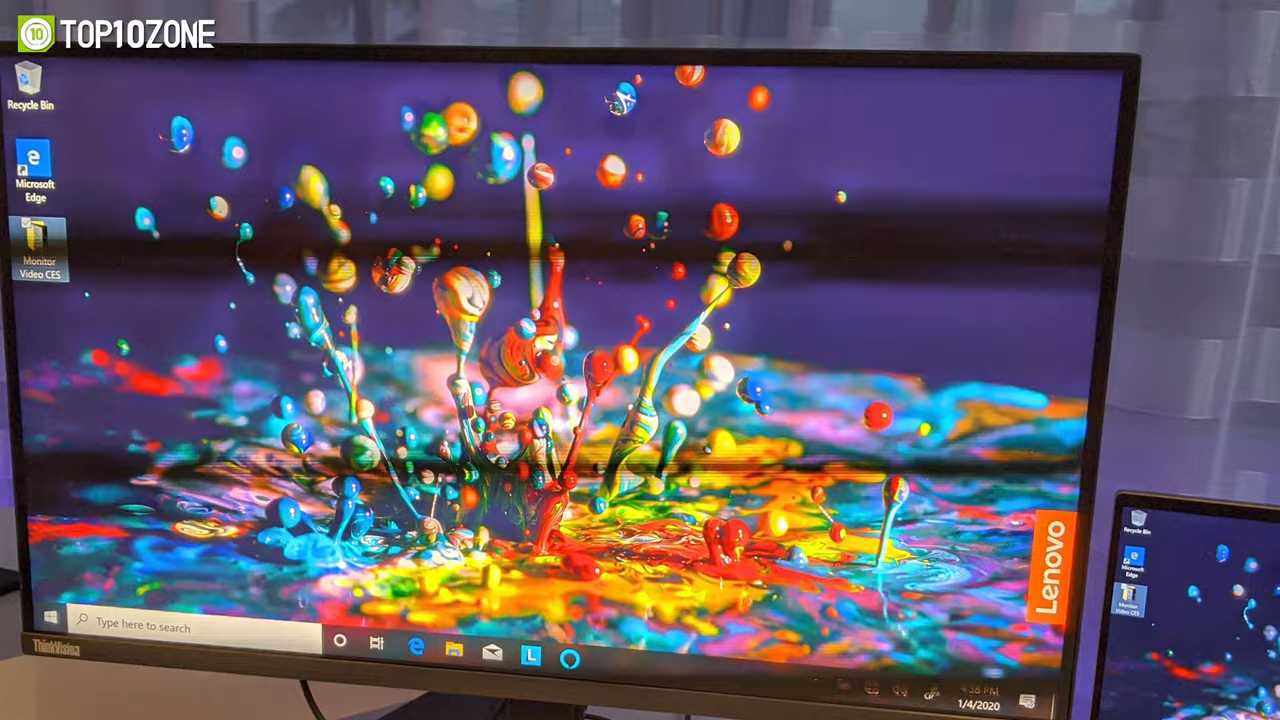 10 TOP10ZONE
Recycle Bin
Microsoft
Edge
Monitor
Video CES
Lenovo
Type here to search
L
ThinkVision
4:38 PM
1/4/2020
Recycle Bin
Microsoft
Edge
Monitor
Video CES